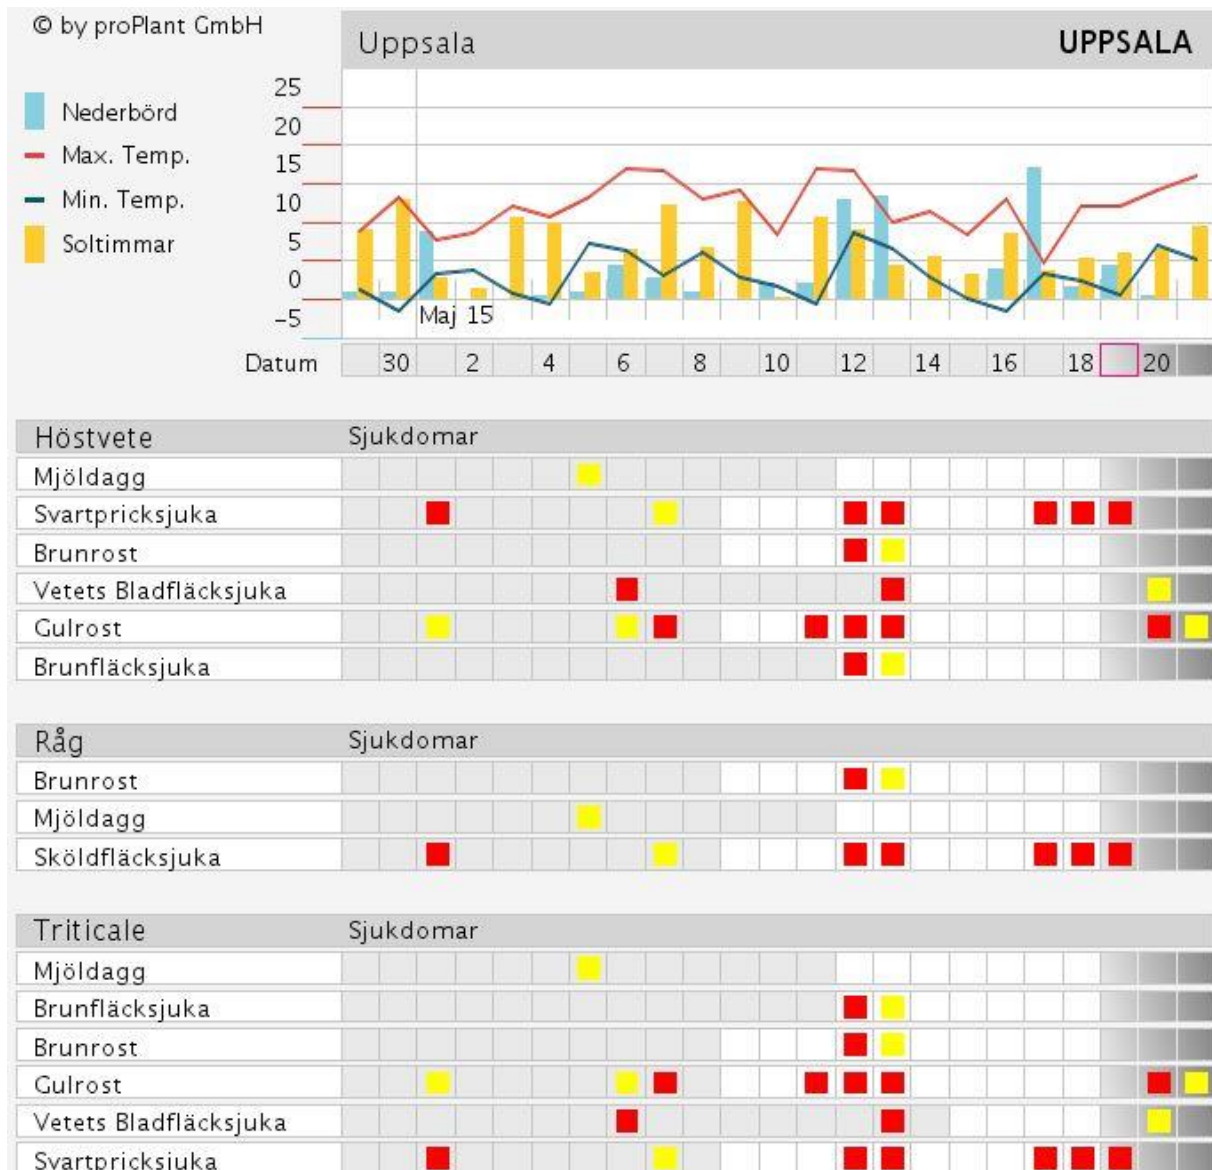 © by proPlant GmbH
Uppsala UPPSALA
25
Nederbörd
20
Max. Temp.
15
Min. Temp.
10
Soltimmar
5
0
-5
Maj 15
Datum 30 2 4 6 8 10 12 14 16 18 20
Höstvete Sjukdomar
Mjöldagg
Svartpricksjuka
Brunrost
Vetets Bladfläcksjuka
Gulrost
Brunfläcksjuka
Råg Sjukdomar
Brunrost
Mjöldagg
Sköldfläcksjuka
Triticale Sjukdomar
Mjöldagg
Brunfläcksjuka
Brunrost
Gulrost
Vetets Bladfläcksjuka
Svartpricksjuka